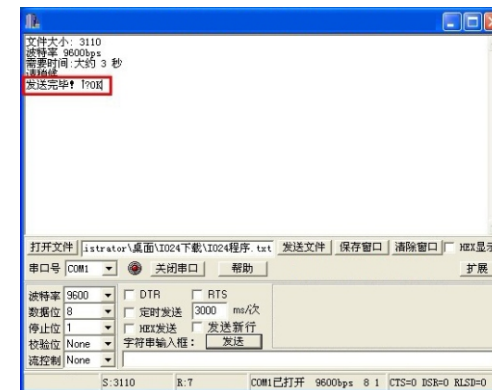 文件大小: 3110
波特率 9600bps
需要时间:大约 3 秒
请稍候
发送完毕! Ì?OK
打开文件 istrator\桌面\IO24下载\IO24程序.txt 发送文件 保存窗口 清除窗口 HEX显示
串口号 COM1 关闭串口 帮助 扩展
波特率 9600 DTR RTS
数据位 8 定时发送 3000 ms/次
停止位 1 HEX发送 发送新行
校验位 None 字符串输入框: 发送
流控制 None
S:3110 R:7 COM1已打开 9600bps 8 1 CTS=0 DSR=0 RLSD=0